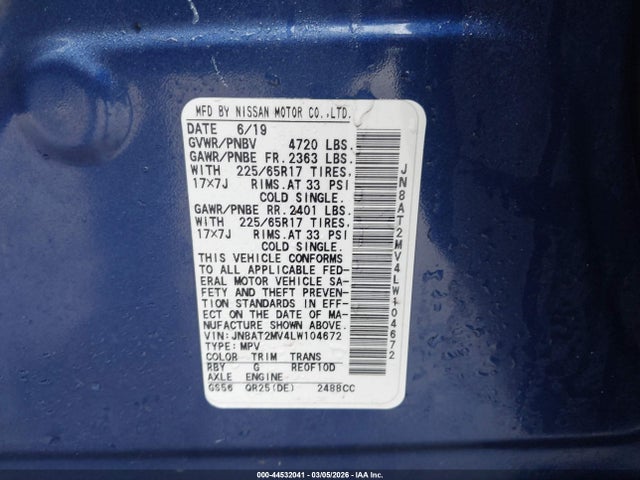 MFD BY NISSAN MOTOR CO.,LTD.
DATE 6/19
GVWR/PNBV 4720 LBS.
GAWR/PNBE FR. 2363 LBS.
WITH 225/65R17 TIRES,
17×7J RIMS.AT 33 PSI
COLD SINGLE.
GAWR/PNBE RR. 2401 LBS.
WITH 225/65R17 TIRES,
17×7J RIMS.AT 33 PSI
COLD SINGLE.
THIS VEHICLE CONFORMS
TO ALL APPLICABLE FED-
ERAL MOTOR VEHICLE SA-
FETY AND THEFT PREVEN-
TION STANDARDS IN EFF-
ECT ON THE DATE OF MA-
NUFACTURE SHOWN ABOVE.
VIN:JN8AT2MV4LW104672
TYPE:MPV
COLOR TRIM TRANS
RBY G RE0F10D
AXLE ENGINE
GS56 QR25(DE) 2488CC
JN8AT2MV4LW104672
000-44532041 - 03/05/2026 - IAA Inc.